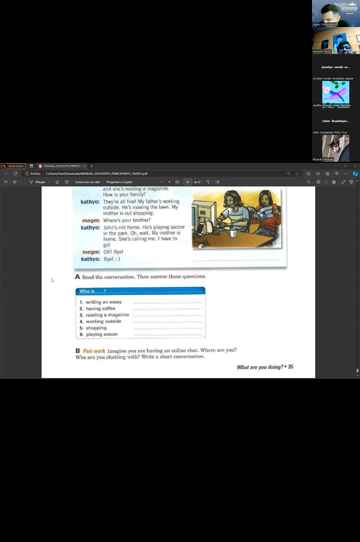 and she's reading a magazine.
How is your family?
kathyo: They're all fine! My father's working
outside. He's mowing the lawn. My
mother is out shopping.
megm: Where's your brother?
kathyo: John's not home. He's playing soccer
in the park. Oh, wait. My mother is
home. She's calling me. I have to
go!
megm: OK! Bye!
kathyo: Bye! : )
A Read the conversation. Then answer these questions.
Who is . . . ?
1. writing an essay
2. having coffee
3. reading a magazine
4. working outside
5. shopping
6. playing soccer
B Pair work Imagine you are having an online chat. Where are you?
Who are you chatting with? Write a short conversation.
What are you doing? • 35